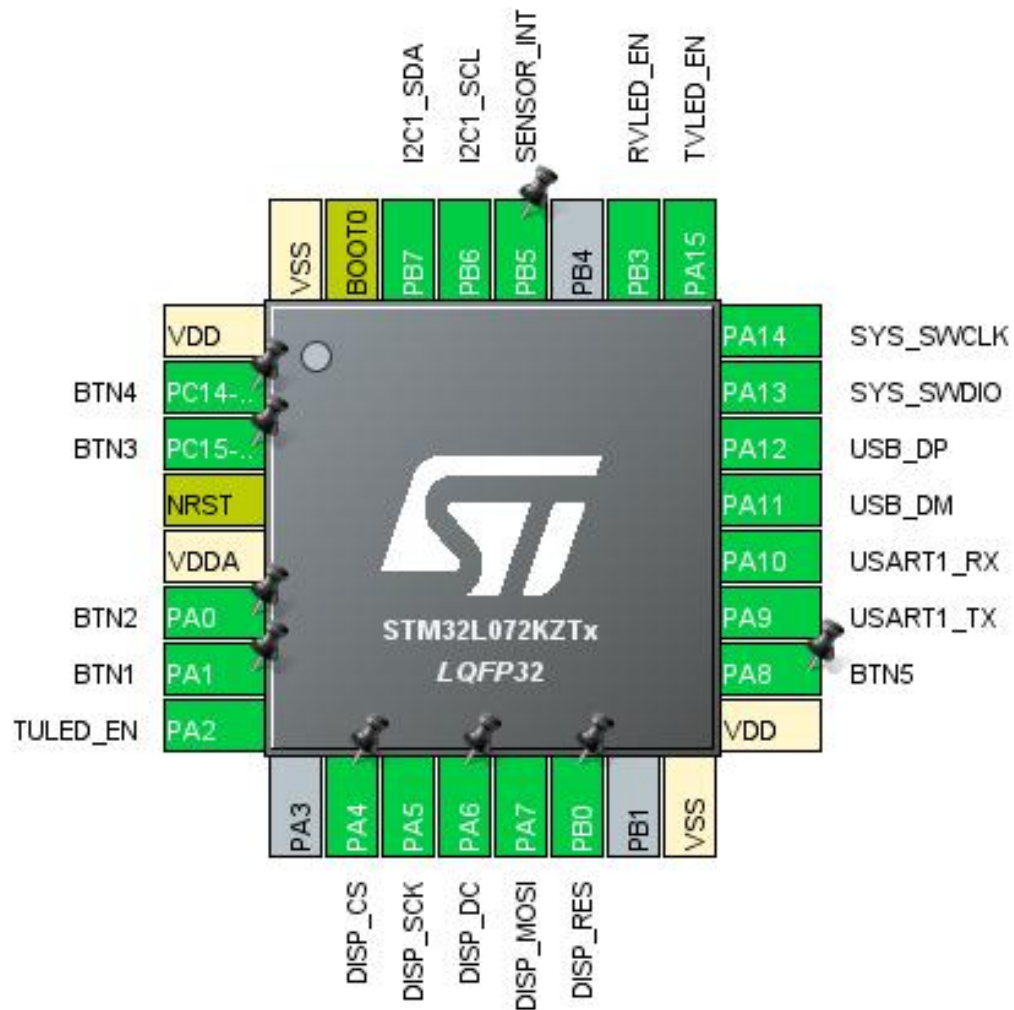 I2C1_SDA
I2C1_SCL
SENSOR_INT
RVLED_EN
TVLED_EN
VSS
BOOT0
PB7
PB6
PB5
PB4
PB3
PA15
VDD
BTN4 PC14-..
BTN3 PC15-..
NRST
VDDA
BTN2 PA0
BTN1 PA1
TULED_EN PA2
ST
STM32L072KZTx
LQFP32
PA14 SYS_SWCLK
PA13 SYS_SWDIO
PA12 USB_DP
PA11 USB_DM
PA10 USART1_RX
PA9 USART1_TX
PA8 BTN5
VDD
PA3
PA4
PA5
PA6
PA7
PB0
PB1
VSS
DISP_CS
DISP_SCK
DISP_DC
DISP_MOSI
DISP_RES